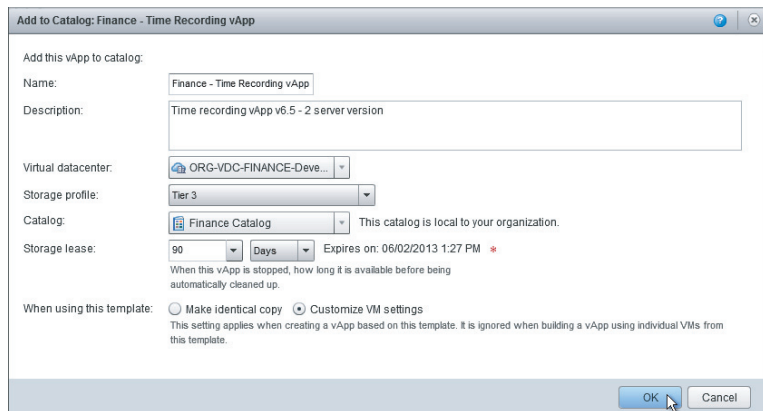 Add to Catalog: Finance - Time Recording vApp
Add this vApp to catalog:
Name: Finance - Time Recording vApp
Description: Time recording vApp v6.5 - 2 server version
Virtual datacenter: ORG-VDC-FINANCE-Deve...
Storage profile: Tier 3
Catalog: Finance Catalog This catalog is local to your organization.
Storage lease: 90 Days Expires on: 06/02/2013 1:27 PM *
When this vApp is stopped, how long it is available before being
automatically cleaned up.
When using this template: Make identical copy Customize VM settings
This setting applies when creating a vApp based on this template. It is ignored when building a vApp using individual VMs from
this template.
OK Cancel